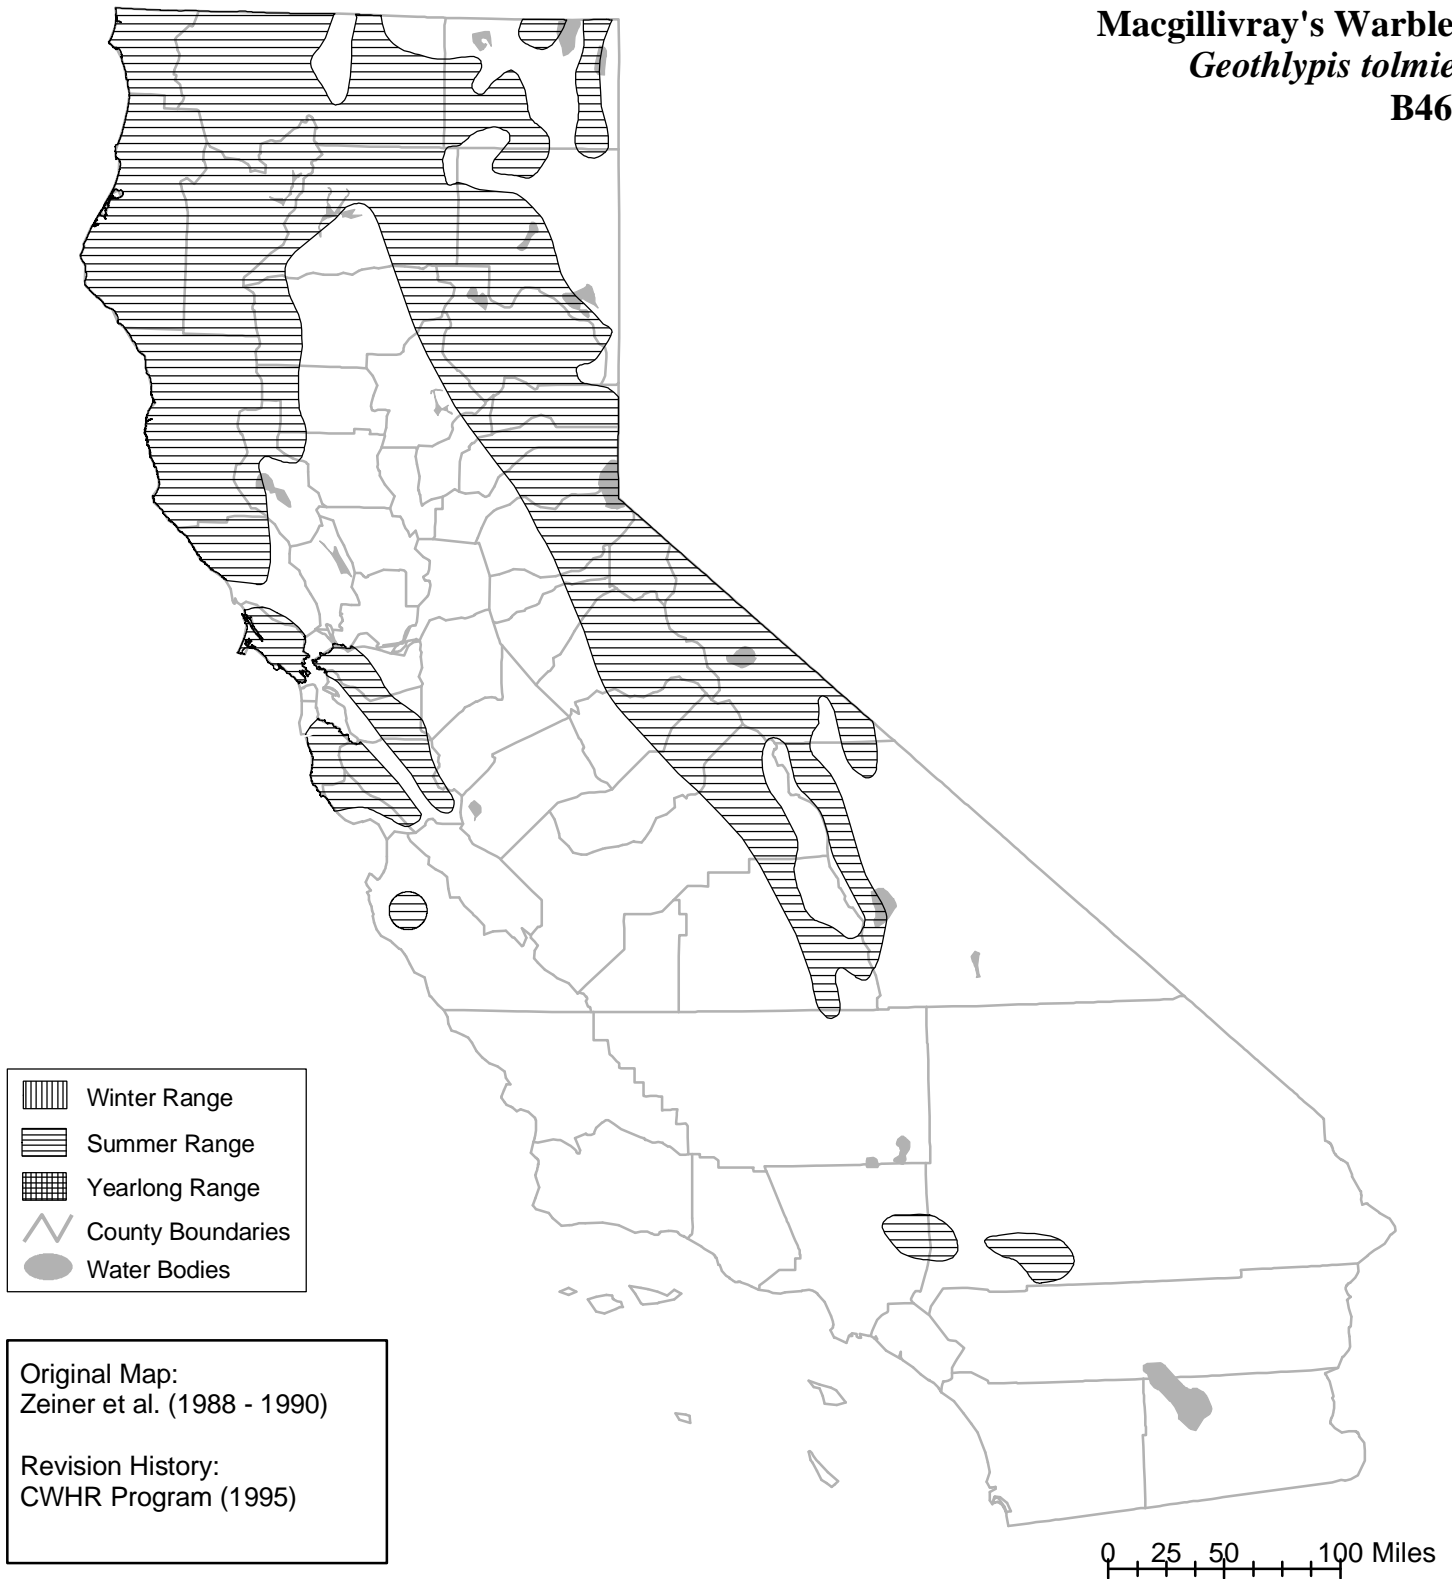 Macgillivray's Warble
Geothlypis tolmie
B46
Winter Range
Summer Range
Yearlong Range
County Boundaries
Water Bodies
Original Map:
Zeiner et al. (1988 - 1990)
Revision History:
CWHR Program (1995)
0 25 50 100 Miles